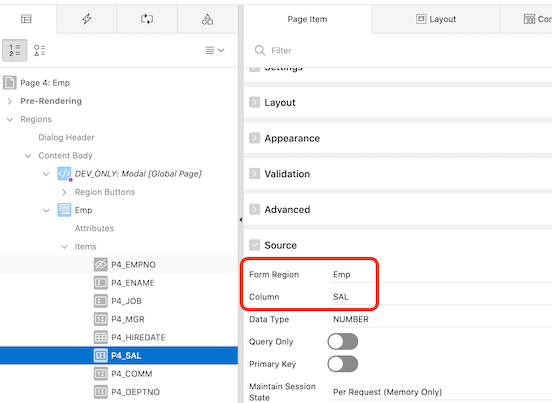 Page Item
Layout
Filter
Page 4: Emp
Pre-Rendering
Regions
Dialog Header
Content Body
DEV_ONLY: Modal [Global Page]
Region Buttons
Emp
Attributes
Items
P4_EMPNO
P4_ENAME
P4_JOB
P4_MGR
P4_HIREDATE
P4_SAL
P4_COMM
P4_DEPTNO
Layout
Appearance
Validation
Advanced
Source
Form Region Emp
Column SAL
Data Type NUMBER
Query Only
Primary Key
Maintain Session
State
Per Request (Memory Only)